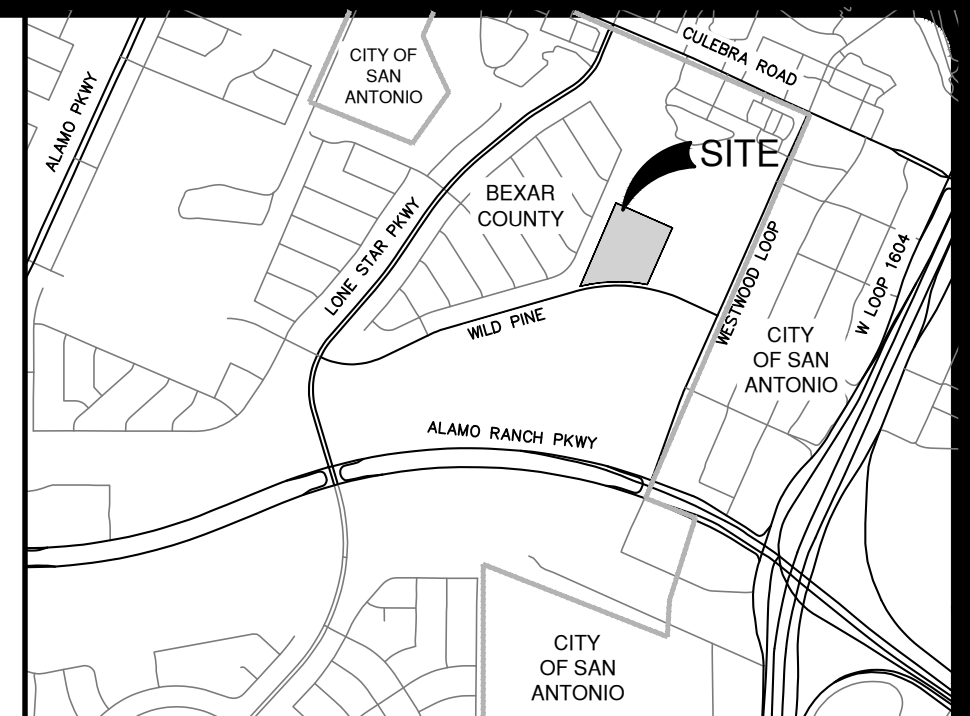 CULEBRA ROAD
CITY OF
SAN
ANTONIO
ALAMO PKWY
SITE
BEXAR
COUNTY
LONE STAR PKWY
WESTWOOD LOOP
W LOOP 1604
WILD PINE
CITY
OF SAN
ANTONIO
ALAMO RANCH PKWY
CITY
OF SAN
ANTONIO